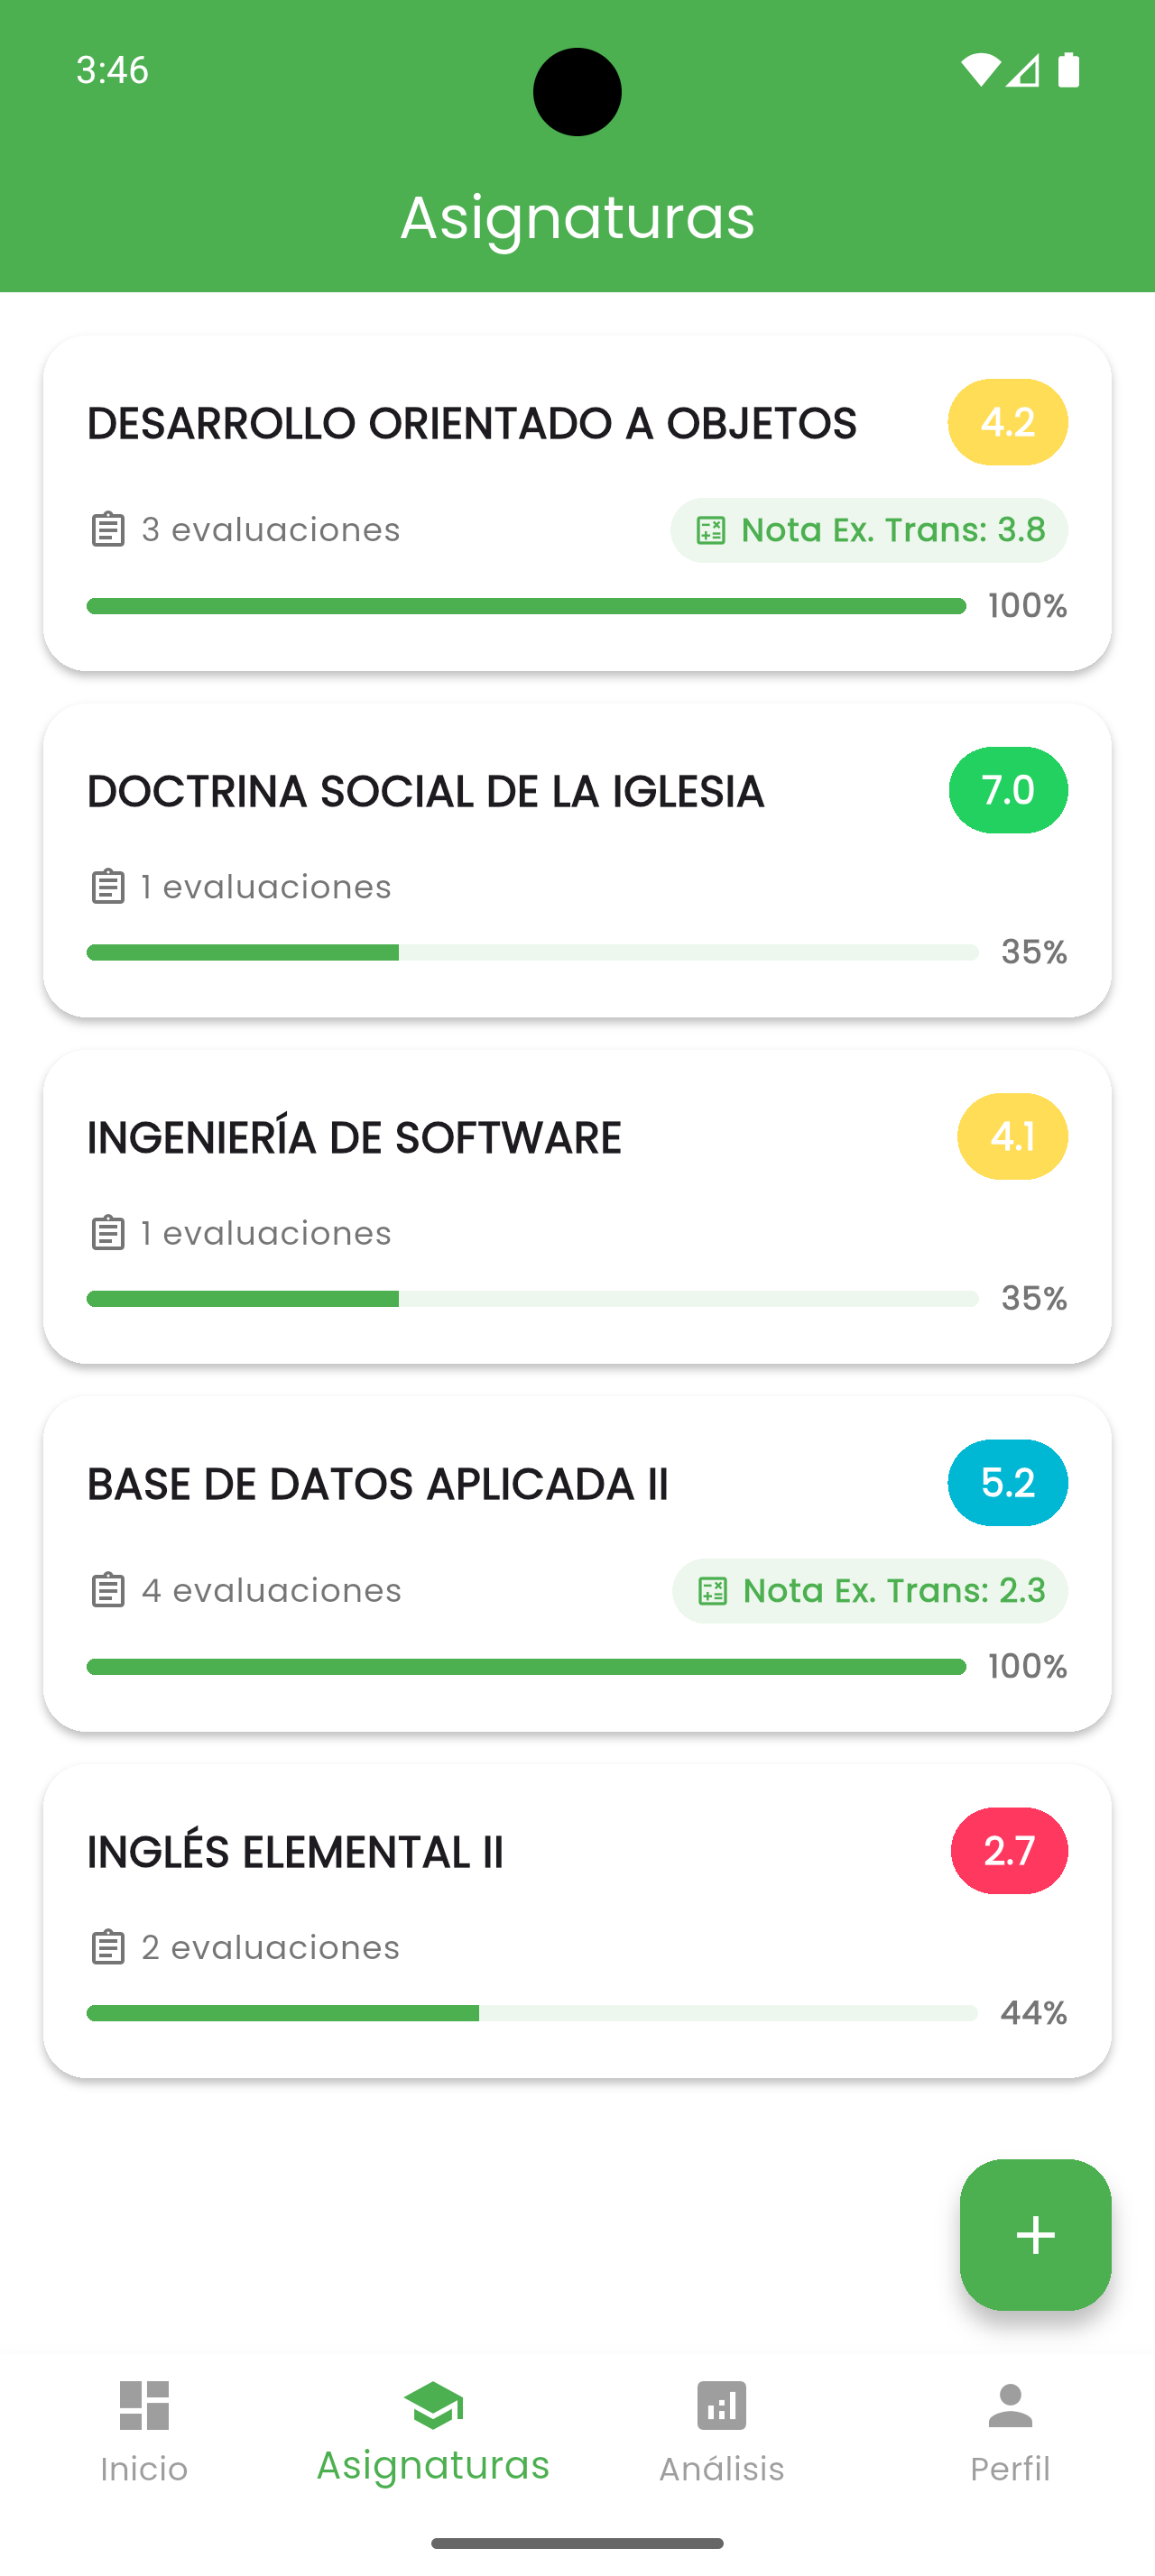 3:46
Asignaturas
DESARROLLO ORIENTADO A OBJETOS
4.2
3 evaluaciones
Nota Ex. Trans: 3.8
100%
DOCTRINA SOCIAL DE LA IGLESIA
7.0
1 evaluaciones
35%
INGENIERÍA DE SOFTWARE
4.1
1 evaluaciones
35%
BASE DE DATOS APLICADA II
5.2
4 evaluaciones
Nota Ex. Trans: 2.3
100%
INGLÉS ELEMENTAL II
2.7
2 evaluaciones
44%
+
Inicio
Asignaturas
Análisis
Perfil